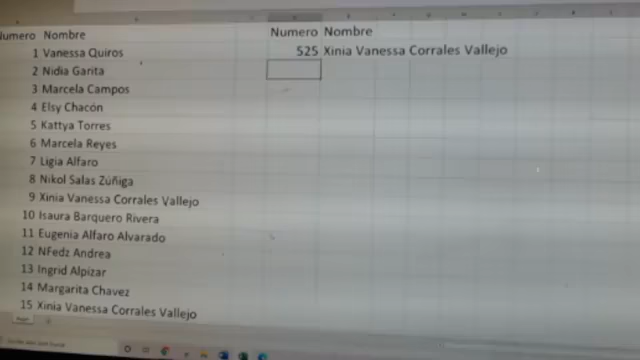 Numero Nombre
1 Vanessa Quiros
2 Nidia Garita
3 Marcela Campos
4 Elsy Chacón
5 Kattya Torres
6 Marcela Reyes
7 Ligia Alfaro
8 Nikol Salas Zúñiga
9 Xinia Vanessa Corrales Vallejo
10 Isaura Barquero Rivera
11 Eugenia Alfaro Alvarado
12 NFedz Andrea
13 Ingrid Alpizar
14 Margarita Chavez
15 Xinia Vanessa Corrales Vallejo
Numero Nombre
525 Xinia Vanessa Corrales Vallejo